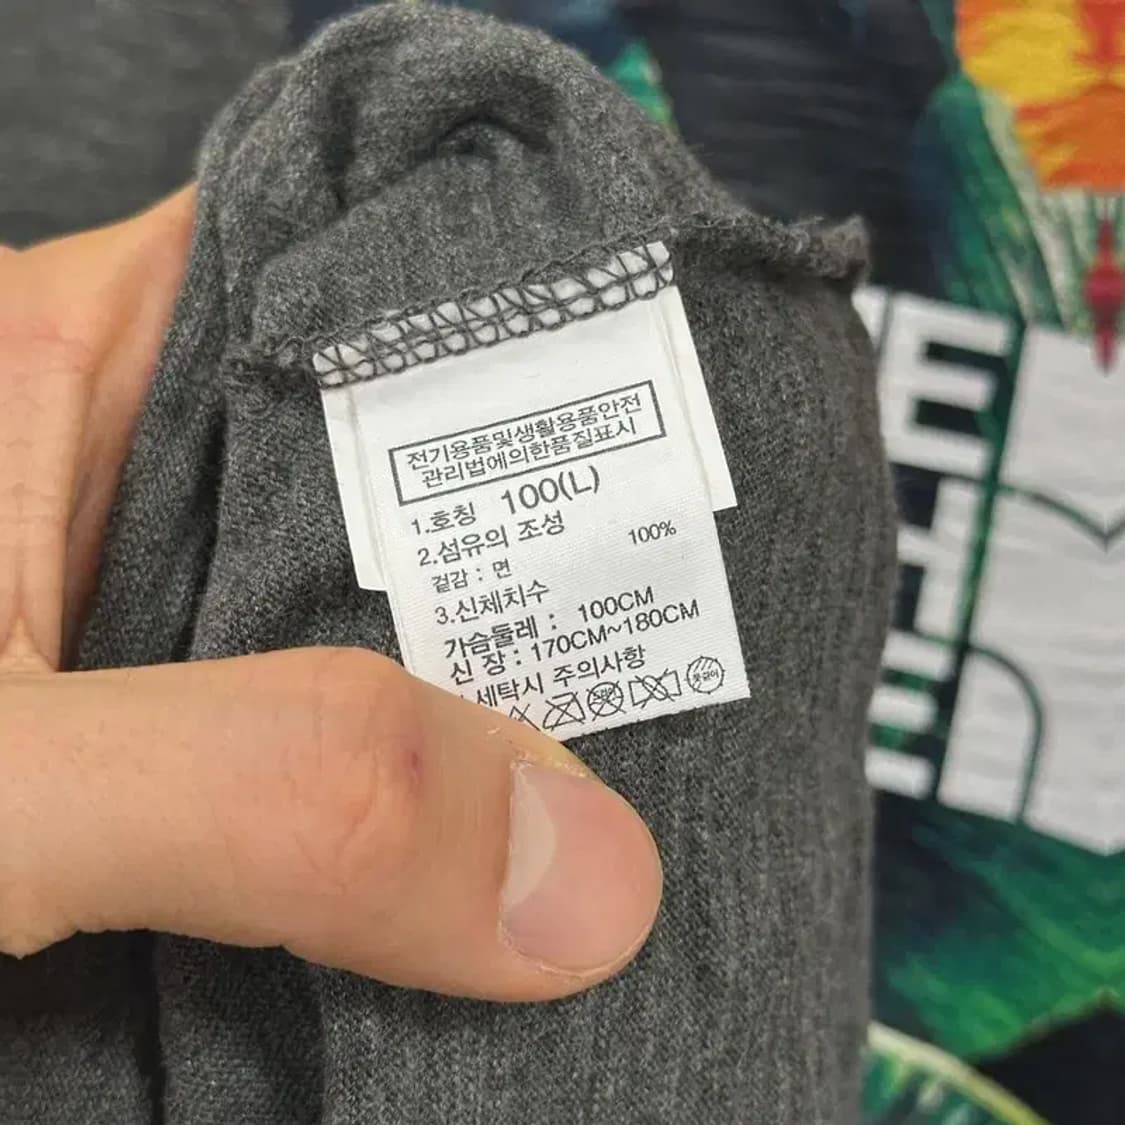 전기용품및생활용품안전
관리법에의한품질표시
1.호칭 100(L)
2.섬유의 조성
겉감 : 면 100%
3.신체치수
가슴둘레 : 100CM
신 장 : 170CM~180CM
세탁시 주의사항